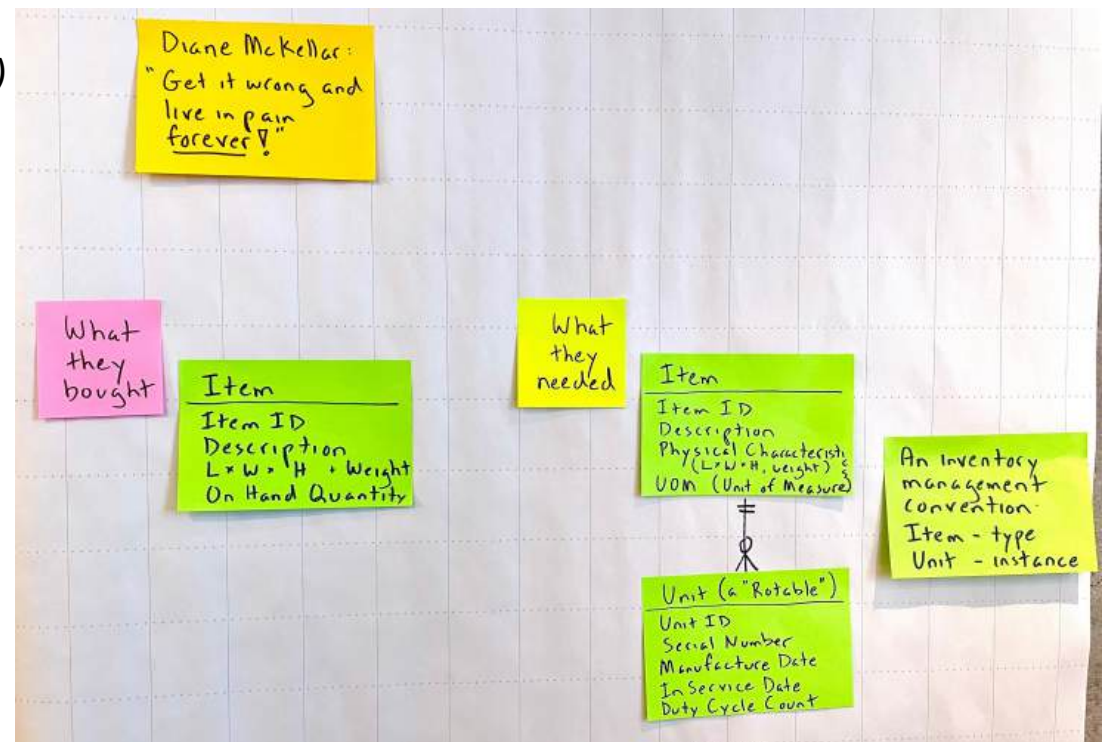 )
Diane McKellar:
"Get it wrong and
live in pain
forever!"
What
they
bought
Item
Item ID
Description
L × W × H + Weight
On Hand Quantity
What
they
needed
Item
Item ID
Description
Physical Characteristics
(L×W×H, weight)
UOM (Unit of Measure)
Unit (a "Rotable")
Unit ID
Serial Number
Manufacture Date
In Service Date
Duty Cycle Count
An inventory
management
convention:
Item - type
Unit - instance